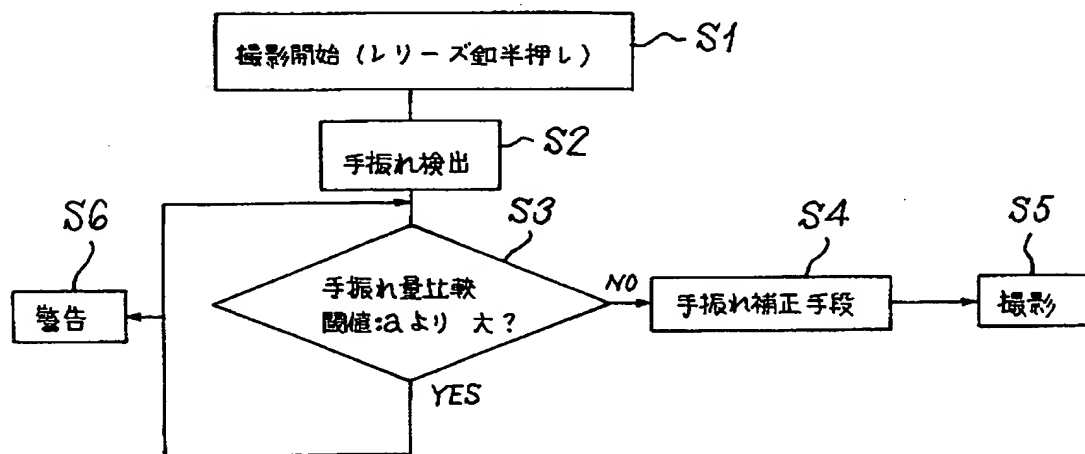 撮影開始（レリーズ釦半押し）
S1
手振れ検出
S2
S3
手振れ量比較
閾値:aより 大?
NO
YES
S4
手振れ補正手段
S5
撮影
S6
警告